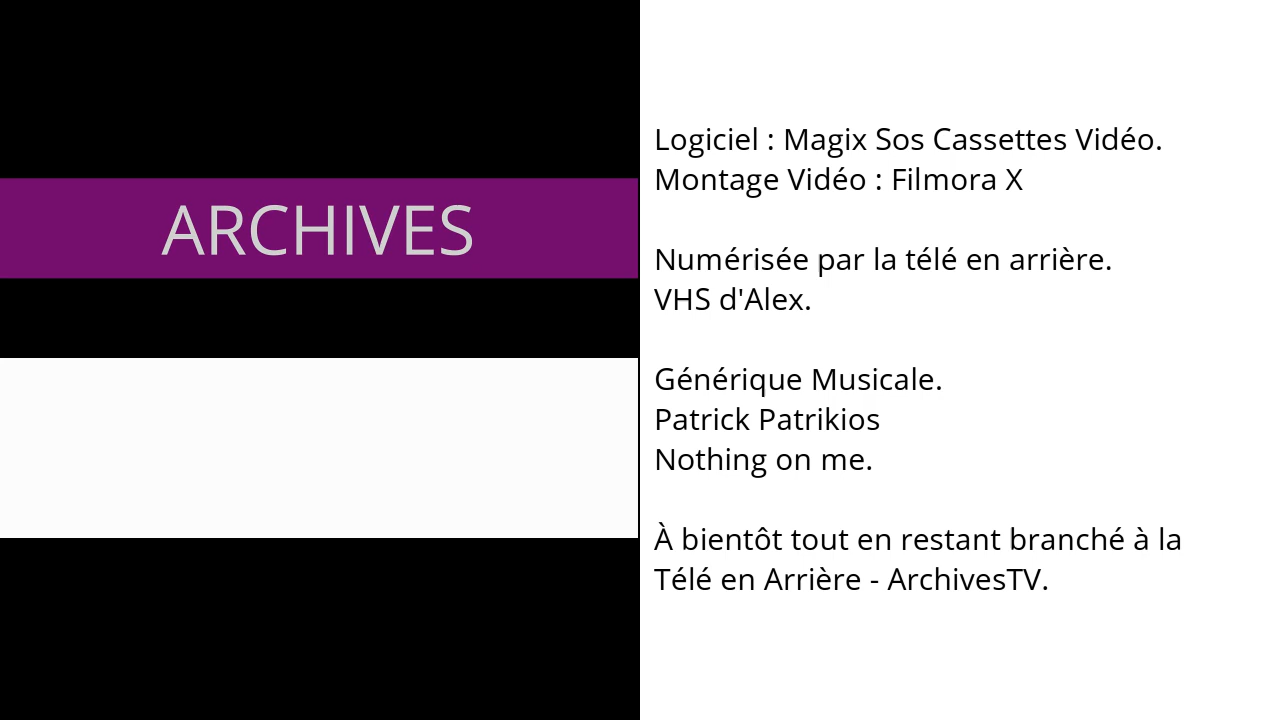 ARCHIVES
Logiciel : Magix Sos Cassettes Vidéo.
Montage Vidéo : Filmora X
Numérisée par la télé en arrière.
VHS d'Alex.
Générique Musicale.
Patrick Patrikios
Nothing on me.
À bientôt tout en restant branché à la
Télé en Arrière - ArchivesTV.